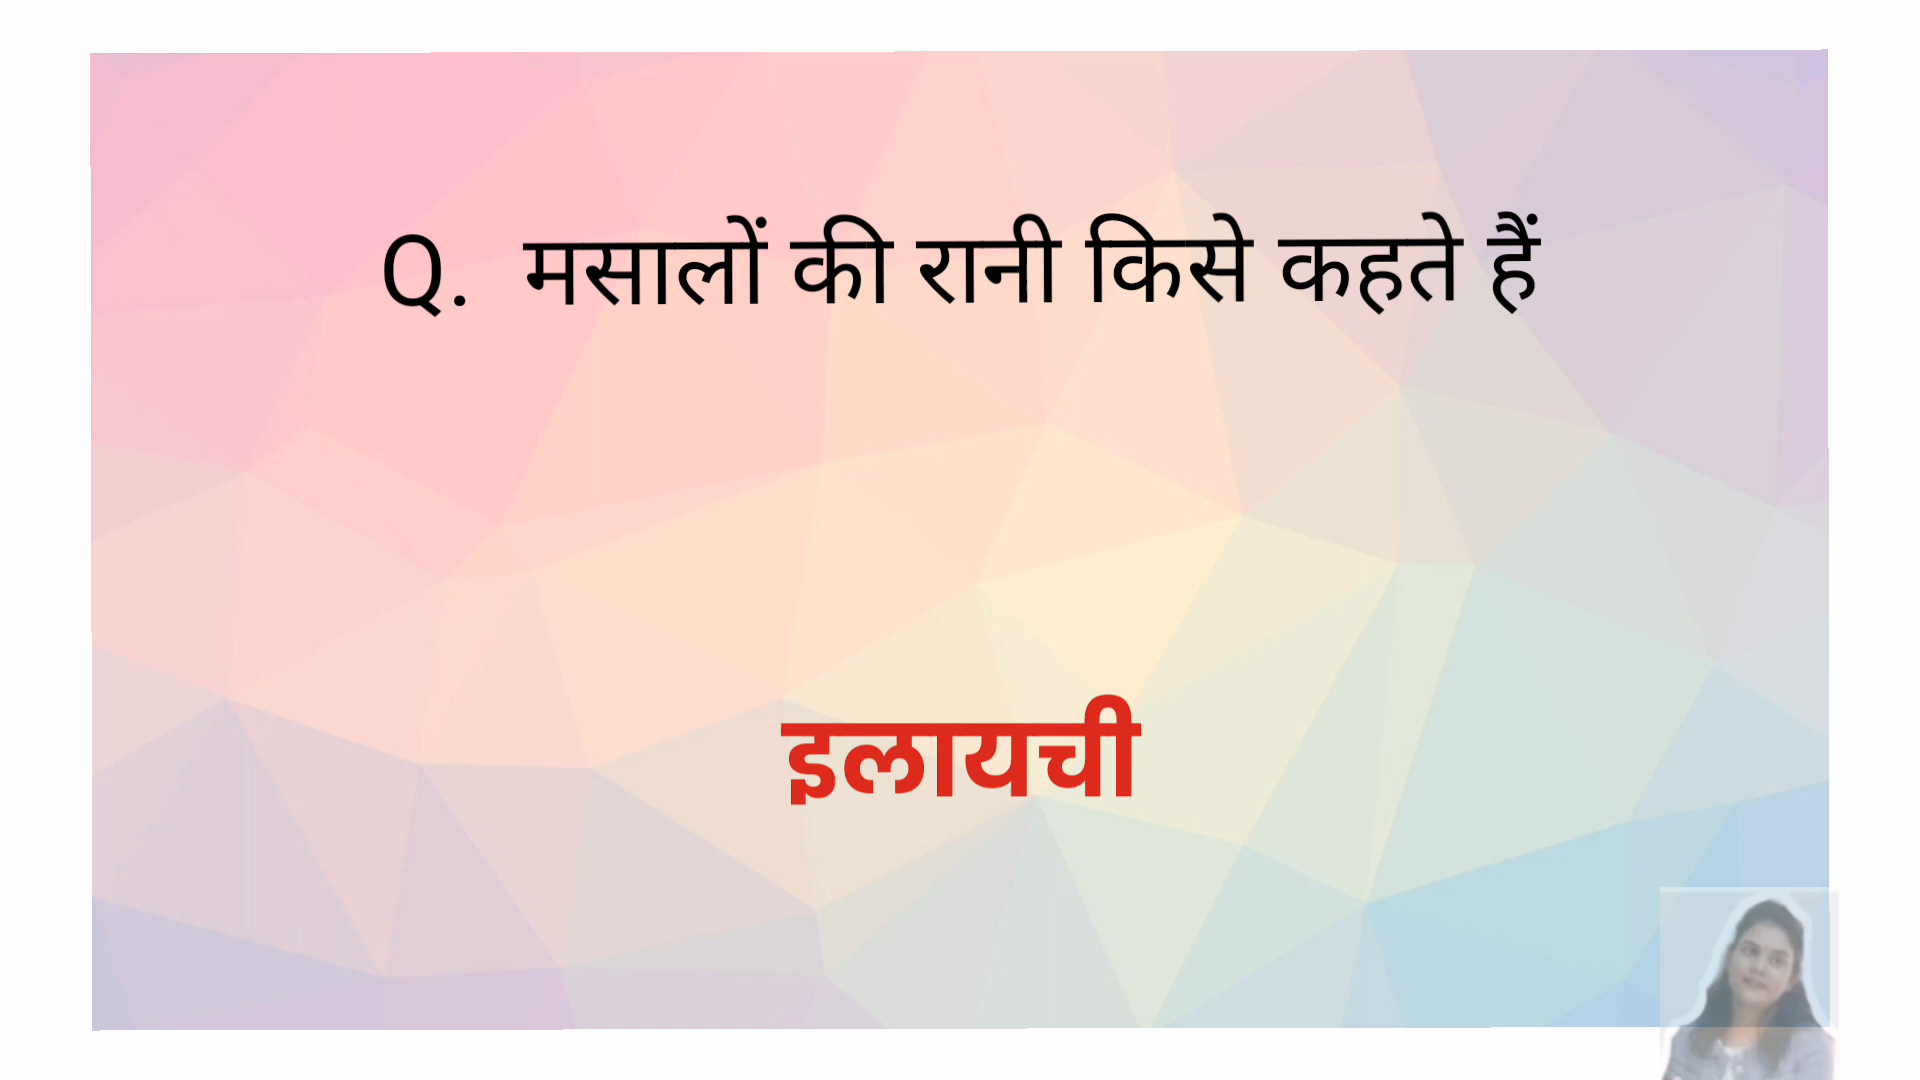 Q. मसालों की रानी किसे कहते हैं
इलायची